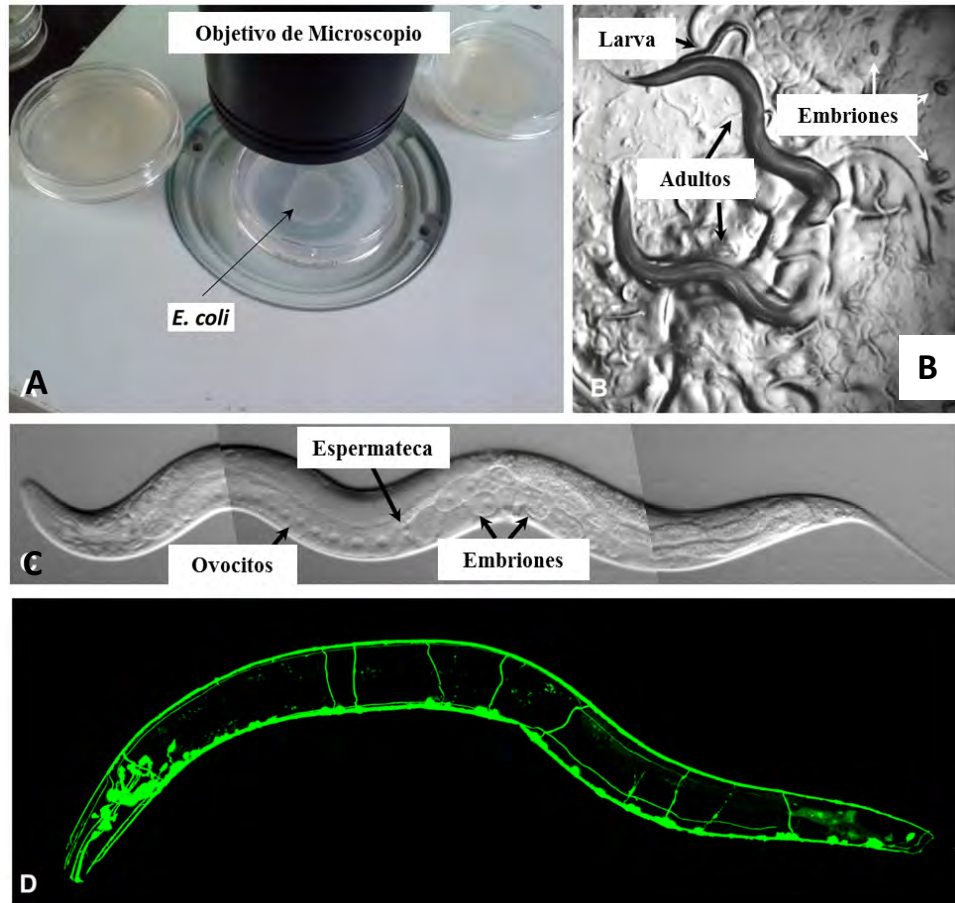 Objetivo de Microscopio
E. coli
A
Larva
Embriones
Adultos
B
B
Espermateca
Ovocitos
Embriones
C
D